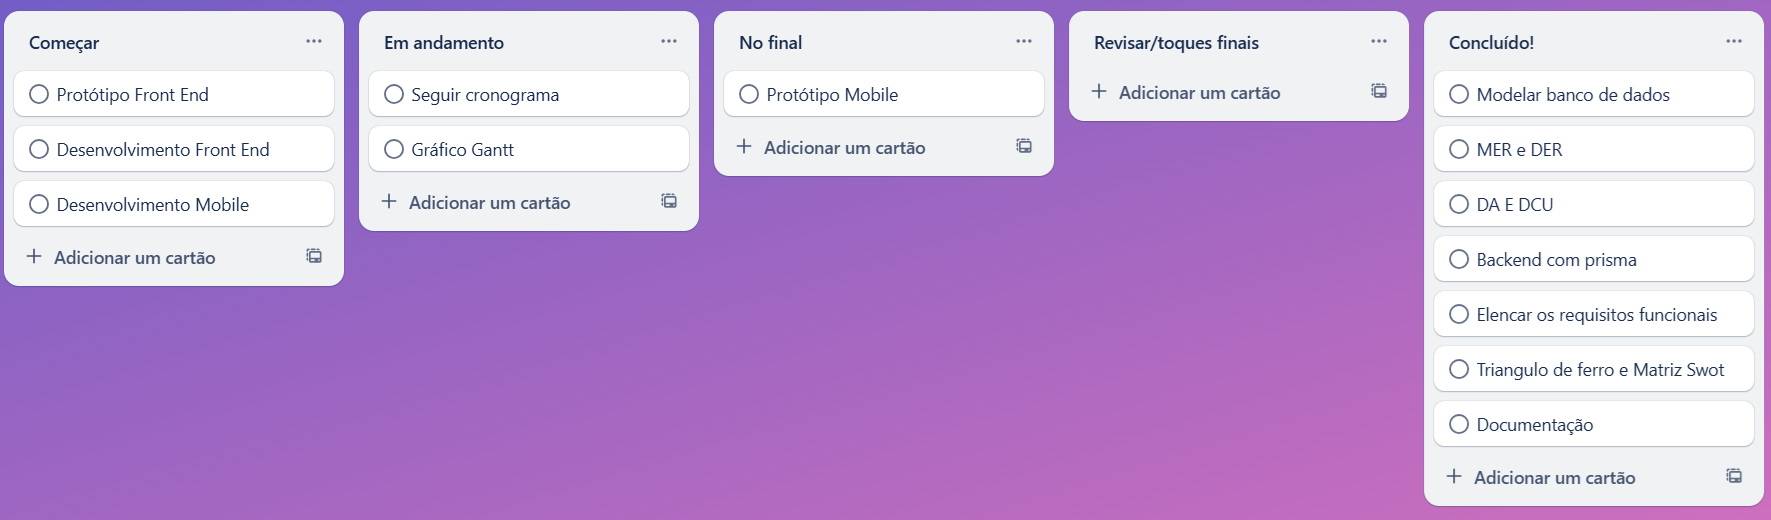 Começar
Protótipo Front End
Desenvolvimento Front End
Desenvolvimento Mobile
Adicionar um cartão
Em andamento
Seguir cronograma
Gráfico Gantt
Adicionar um cartão
No final
Protótipo Mobile
Adicionar um cartão
Revisar/toques finais
Adicionar um cartão
Concluído!
Modelar banco de dados
MER e DER
DA E DCU
Backend com prisma
Elencar os requisitos funcionais
Triangulo de ferro e Matriz Swot
Documentação
Adicionar um cartão